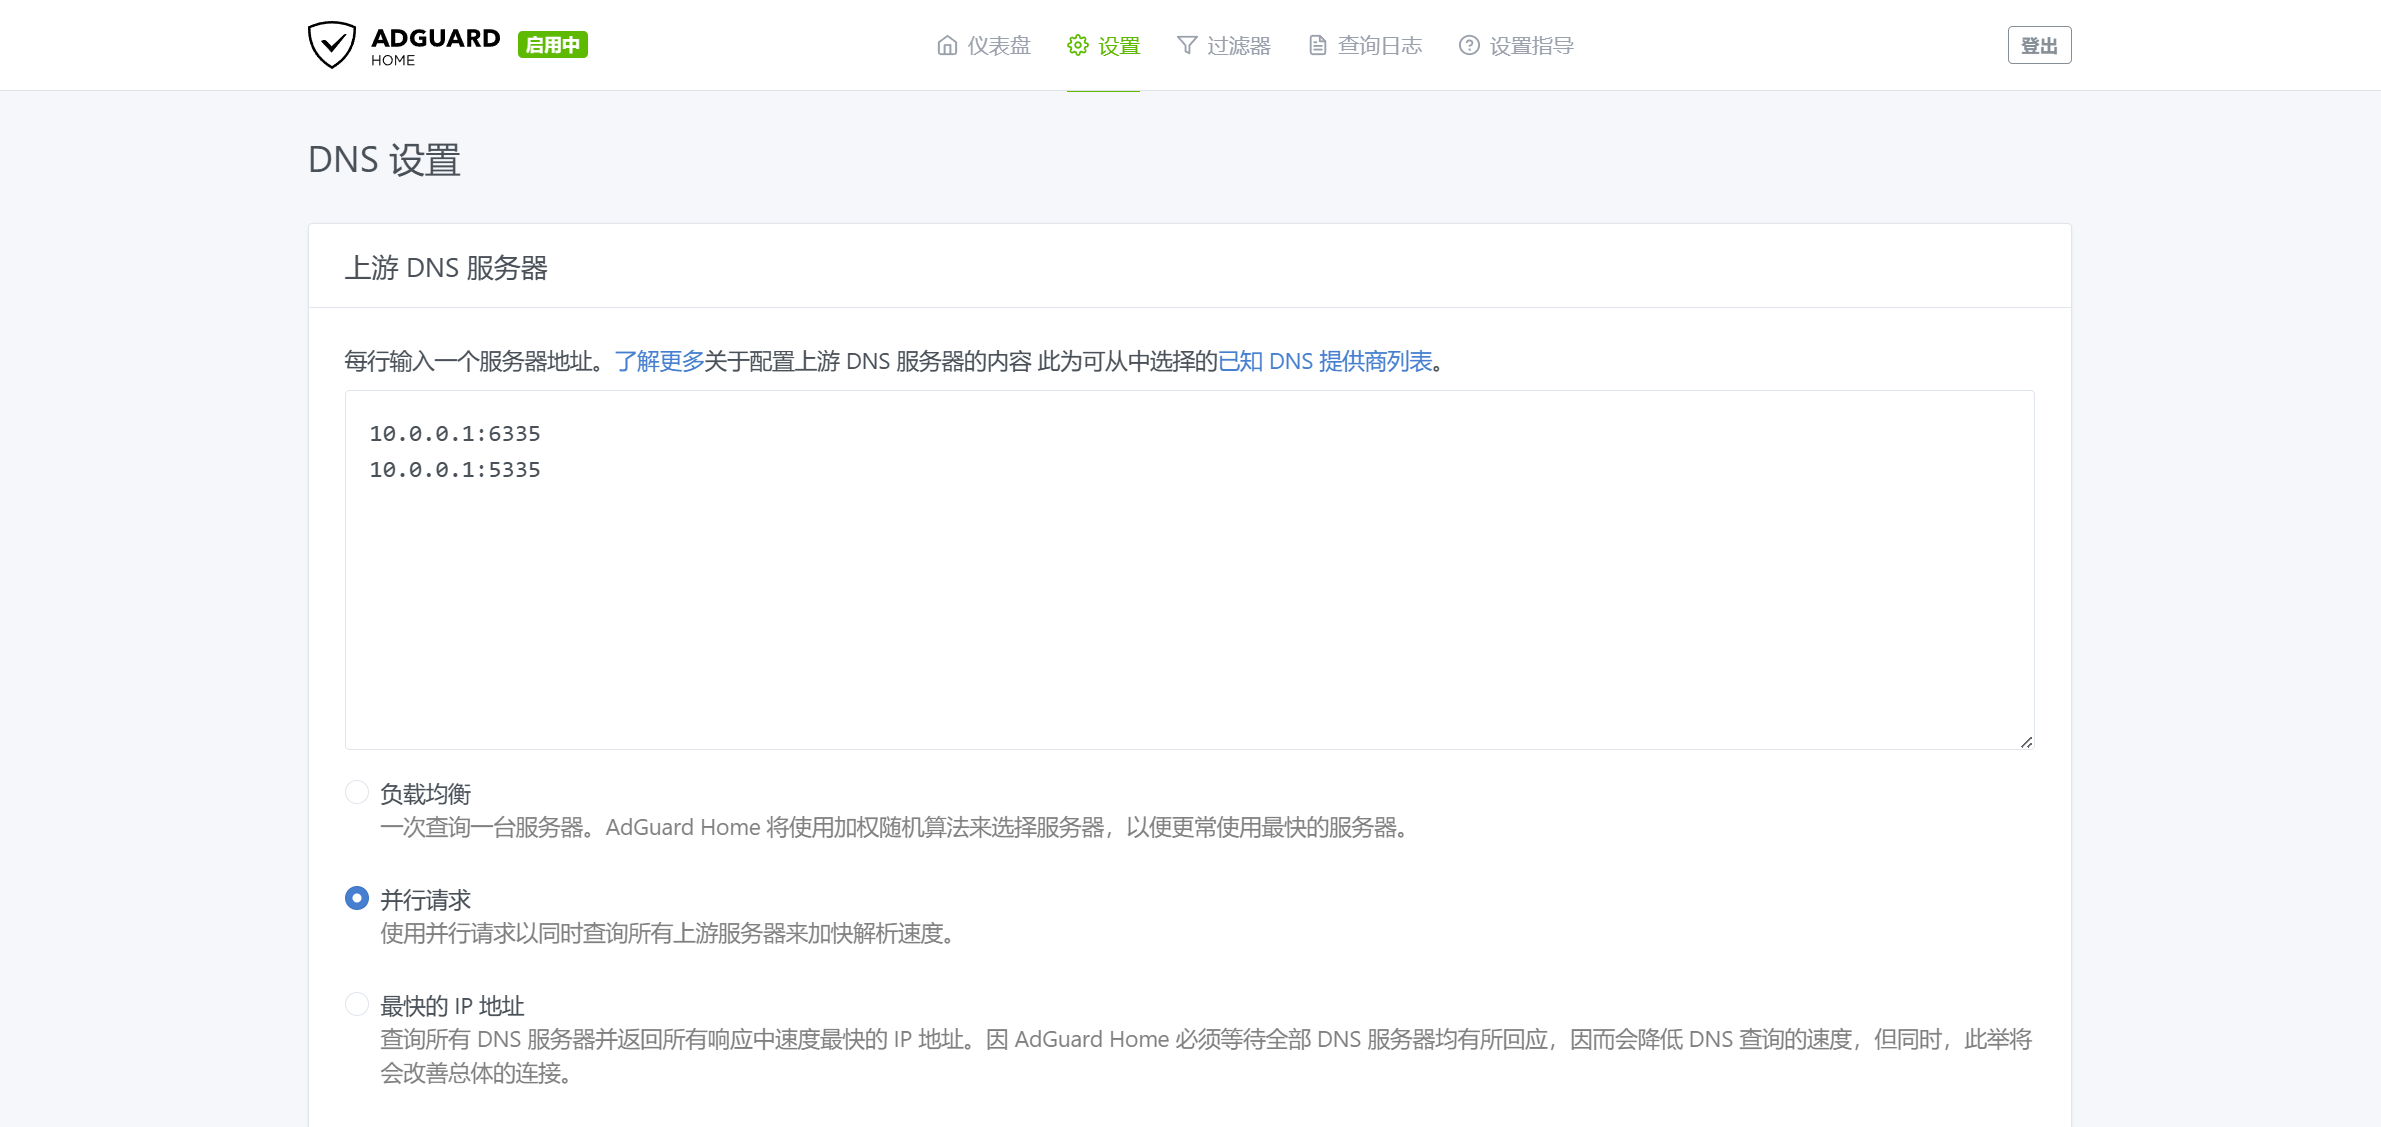 ADGUARD
HOME
启用中
仪表盘
设置
过滤器
查询日志
设置指导
登出
DNS 设置
上游 DNS 服务器
每行输入一个服务器地址。了解更多关于配置上游 DNS 服务器的内容 此为可从中选择的已知 DNS 提供商列表。
10.0.0.1:6335
10.0.0.1:5335
负载均衡
一次查询一台服务器。AdGuard Home 将使用加权随机算法来选择服务器，以便更常使用最快的服务器。
并行请求
使用并行请求以同时查询所有上游服务器来加快解析速度。
最快的 IP 地址
查询所有 DNS 服务器并返回所有响应中速度最快的 IP 地址。因 AdGuard Home 必须等待全部 DNS 服务器均有所回应，因而会降低 DNS 查询的速度，但同时，此举将
会改善总体的连接。